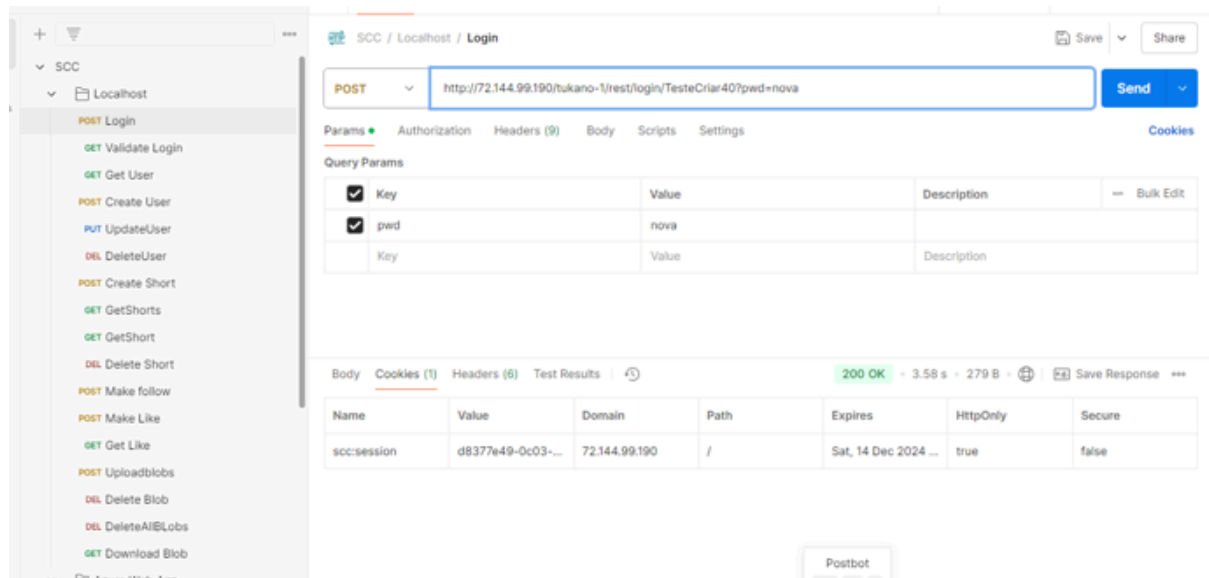 SCC / Localhost / Login
Save
Share
SCC
Localhost
POST Login
GET Validate Login
GET Get User
POST Create User
PUT UpdateUser
DEL DeleteUser
POST Create Short
GET GetShorts
GET GetShort
DEL Delete Short
POST Make follow
POST Make Like
GET Get Like
POST Uploadblobs
DEL Delete Blob
DEL DeleteAllBLobs
GET Download Blob
POST http://72.144.99.190/tukano-1/rest/login/TesteCriar40?pwd=nova Send
Params Authorization Headers (9) Body Scripts Settings Cookies
Query Params
Key Value Description Bulk Edit
pwd nova
Key Value Description
Body Cookies (1) Headers (6) Test Results 200 OK 3.58 s 279 B Save Response
Name Value Domain Path Expires HttpOnly Secure
scc:session d8377e49-0c03-... 72.144.99.190 / Sat, 14 Dec 2024 ... true false
Postbot